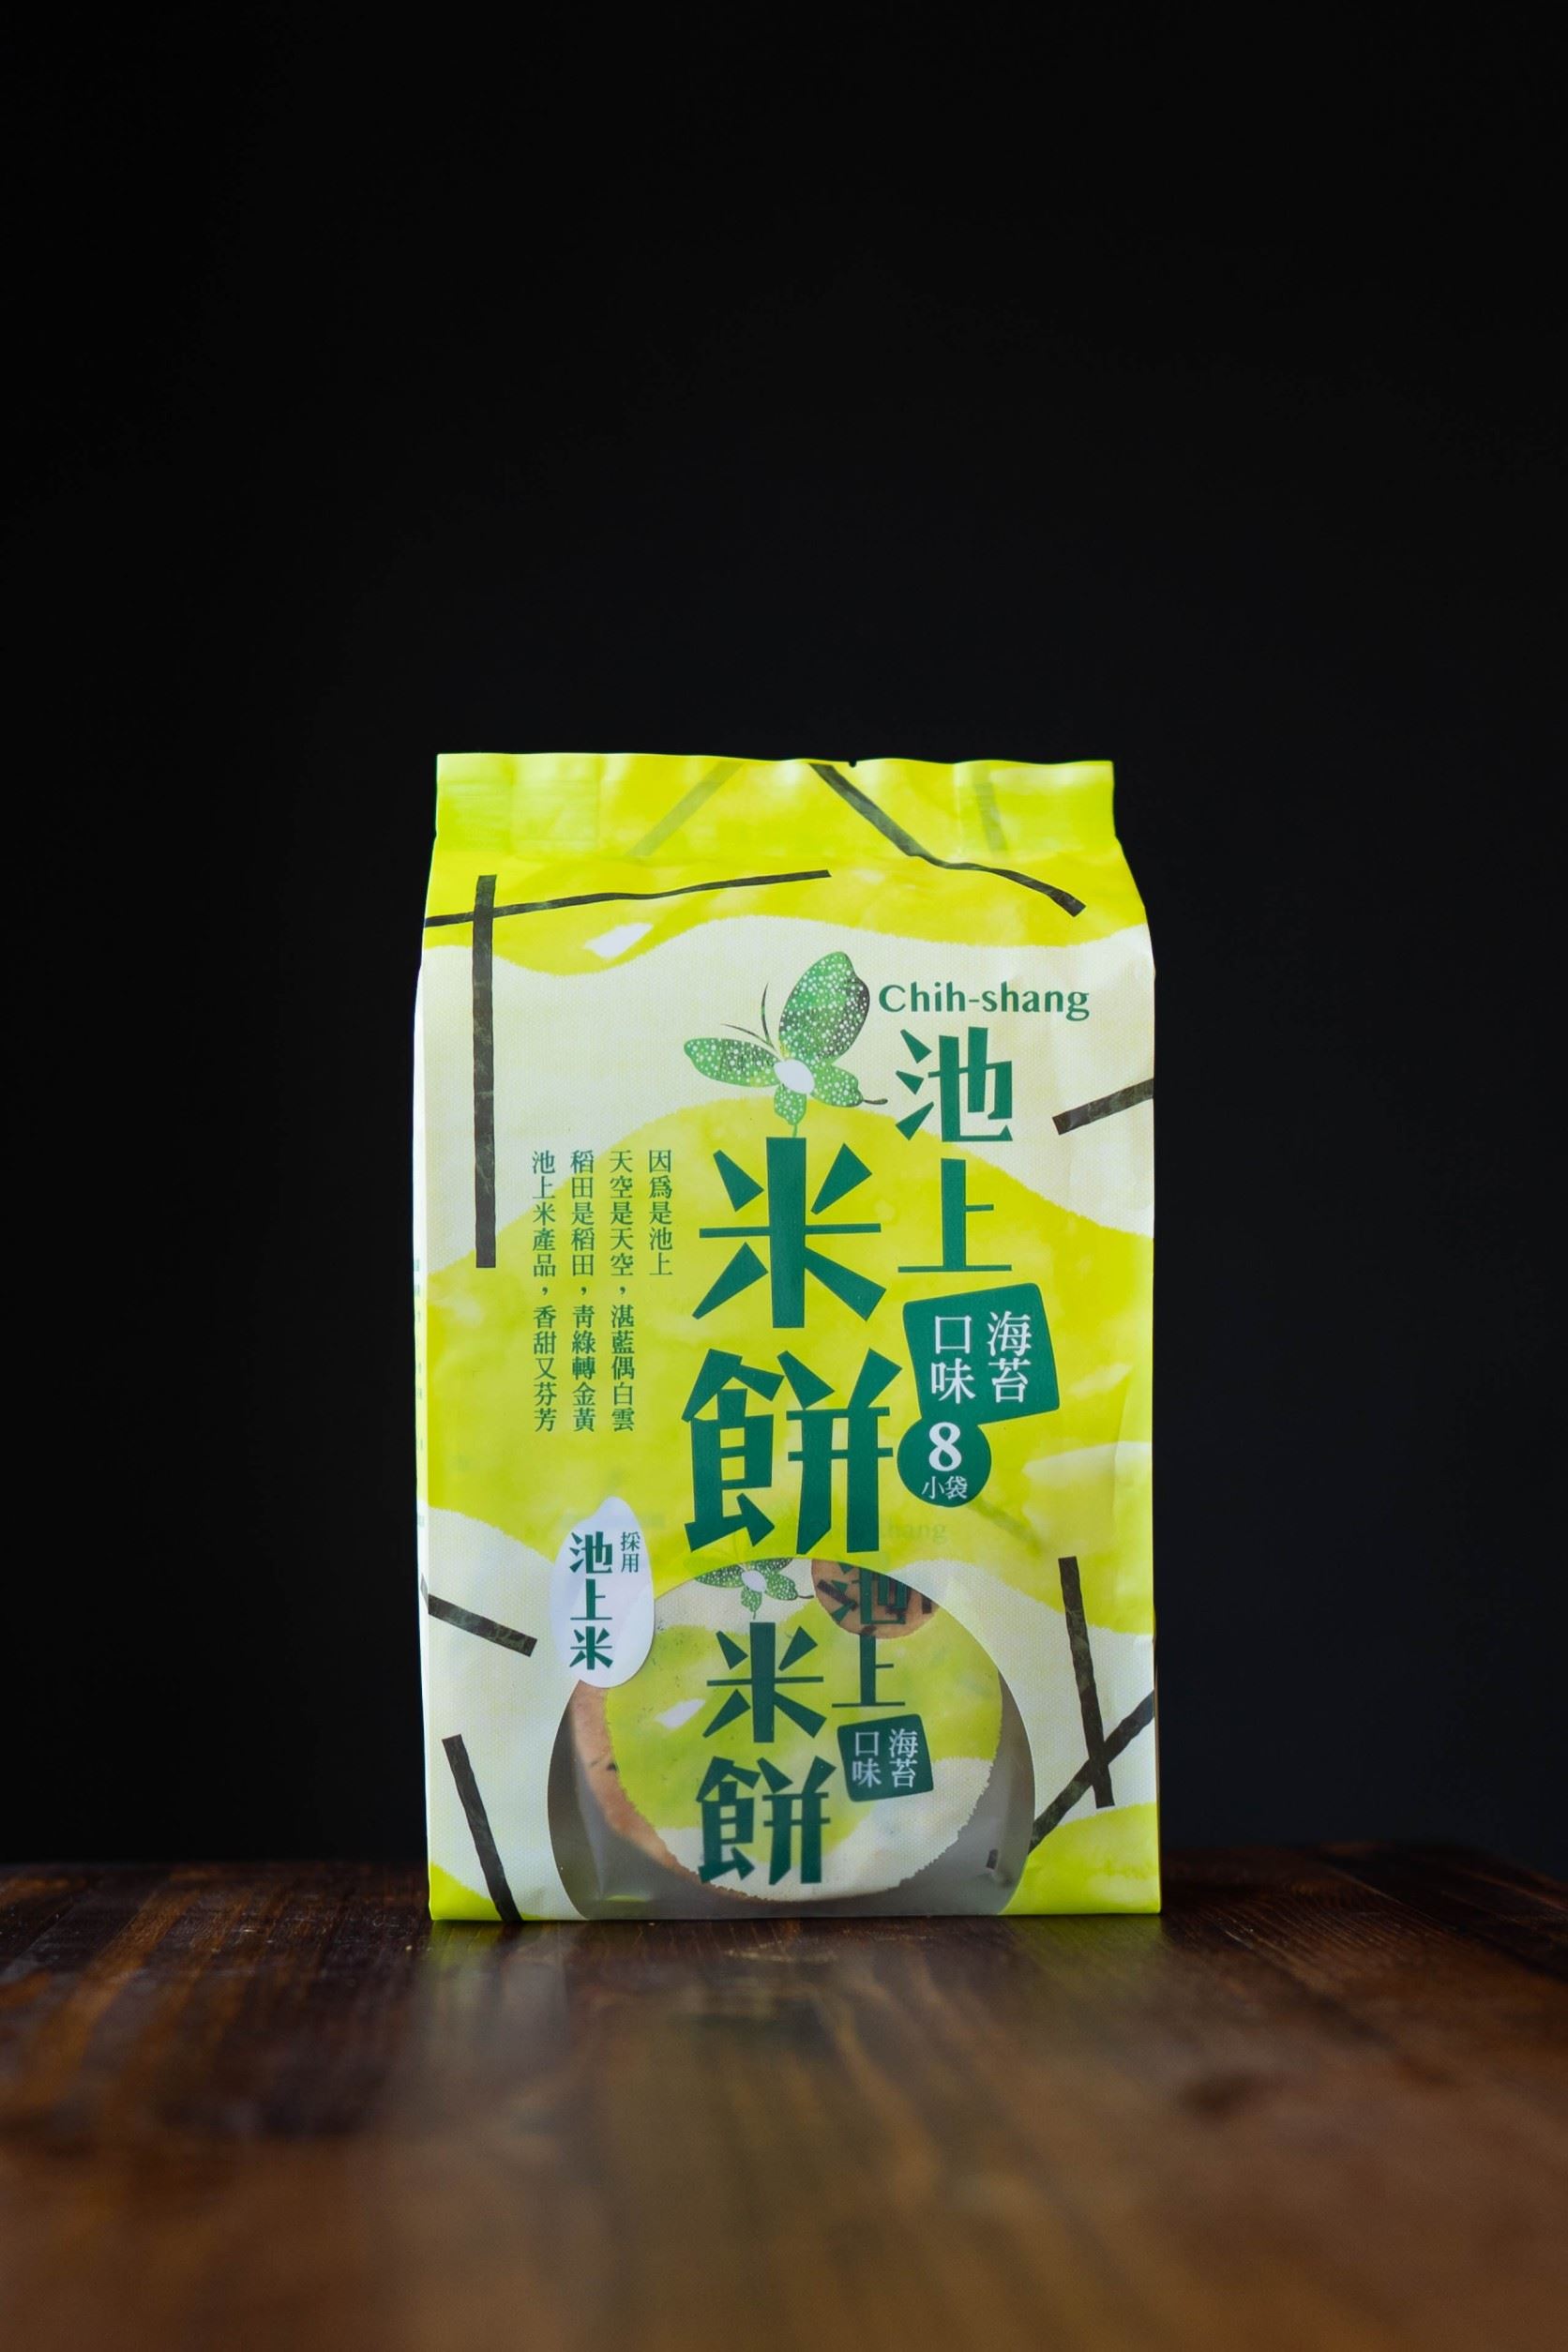 Chih-shang
池上
米餅
海苔
口味
8
小袋
因為是池上
天空是天空，湛藍偶白雲
稻田是稻田，青綠轉金黃
池上米產品，香甜又芬芳
採用
池上米
池上
米餅
海苔
口味